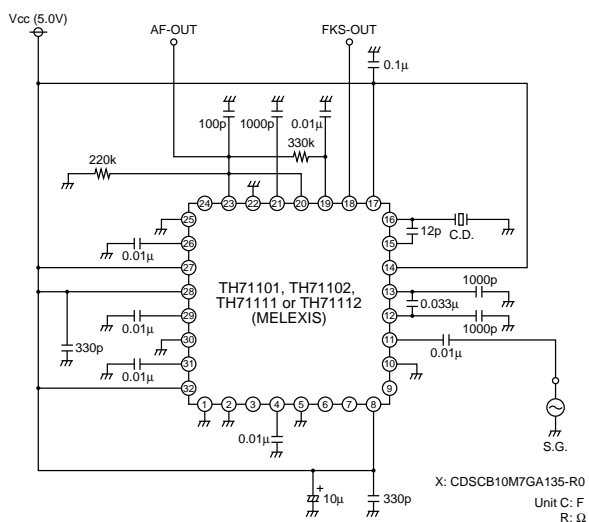 Vcc (5.0V)
AF-OUT
FKS-OUT
0.1μ
100p
1000p
0.01μ
330k
220k
24
23
22
21
20
19
18
17
25
26
27
28
29
30
31
32
16
15
14
13
12
11
10
9
1
2
3
4
5
6
7
8
12p
C.D.
0.01μ
TH71101, TH71102,
TH71111 or TH71112
(MELEXIS)
1000p
0.033μ
1000p
0.01μ
330p
0.01μ
0.01μ
0.01μ
S.G.
+
10μ
330p
X: CDSCB10M7GA135-R0
Unit C: F
R: Ω